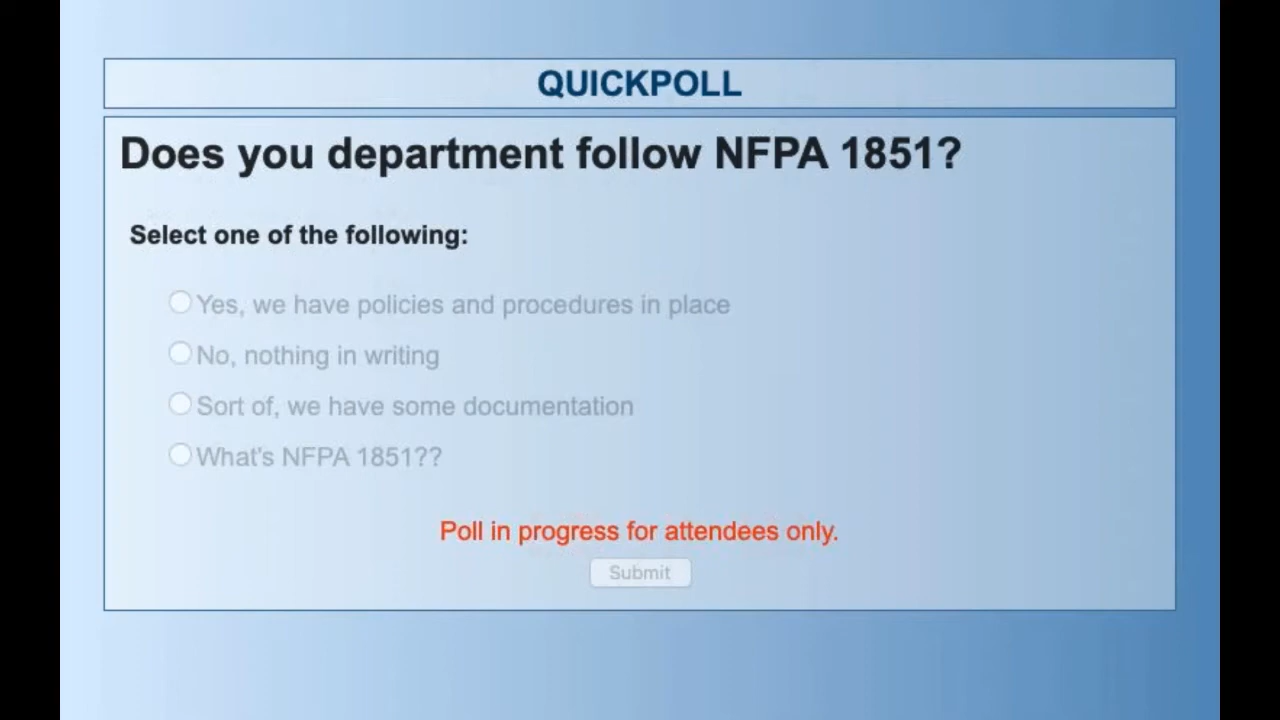 QUICKPOLL
Does you department follow NFPA 1851?
Select one of the following:
Yes, we have policies and procedures in place
No, nothing in writing
Sort of, we have some documentation
What's NFPA 1851??
Poll in progress for attendees only.
Submit